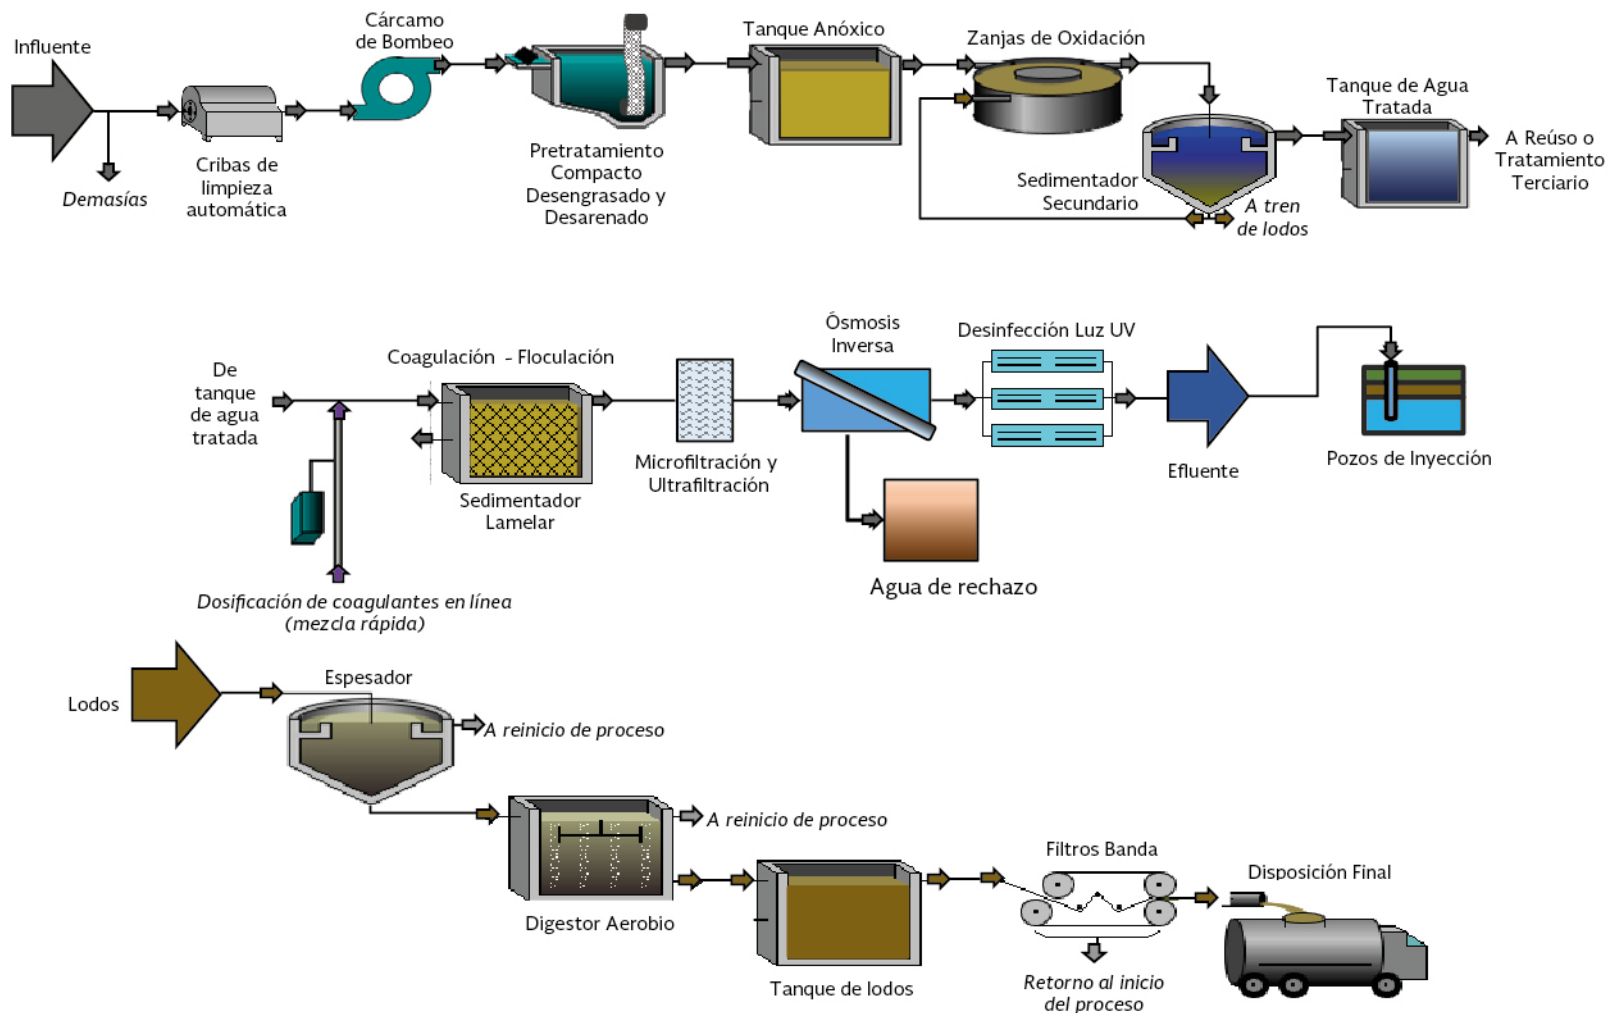 Influente
Demasías
Cribas de
limpieza
automática
Cárcamo
de Bombeo
Pretratamiento
Compacto
Desengrasado y
Desarenado
Tanque Anóxico
Zanjas de Oxidación
Sedimentador
Secundario
A tren
de lodos
Tanque de Agua
Tratada
A Reúso o
Tratamiento
Terciario
De
tanque
de agua
tratada
Dosificación de coagulantes en línea
(mezcla rápida)
Coagulación - Floculación
Sedimentador
Lamelar
Microfiltración y
Ultrafiltración
Ósmosis
Inversa
Agua de rechazo
Desinfección Luz UV
Efluente
Pozos de Inyección
Lodos
Espesador
A reinicio de proceso
Digestor Aerobio
A reinicio de proceso
Tanque de lodos
Filtros Banda
Retorno al inicio
del proceso
Disposición Final